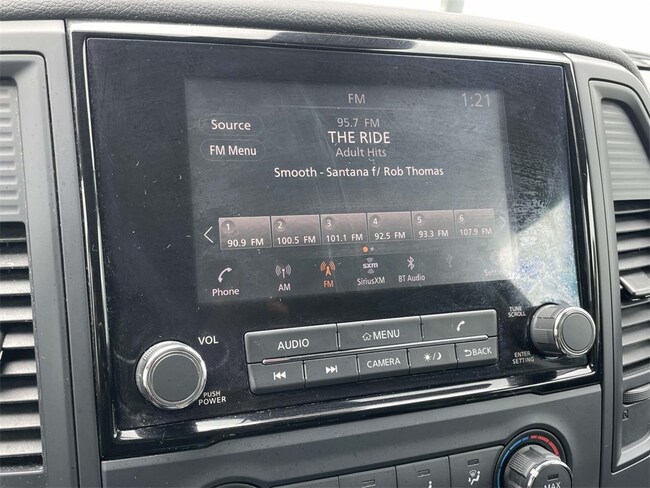 FM
1:21
Source
95.7 FM
THE RIDE
FM Menu
Adult Hits
Smooth - Santana f/ Rob Thomas
1 2 3 4 5 6
90.9 FM 100.5 FM 101.1 FM 92.5 FM 93.3 FM 107.9 FM
Phone AM FM SXM SiriusXM BT Audio
VOL
PUSH
POWER
AUDIO MENU
CAMERA BACK
TUNE
SCROLL
ENTER
SETTING
MAX